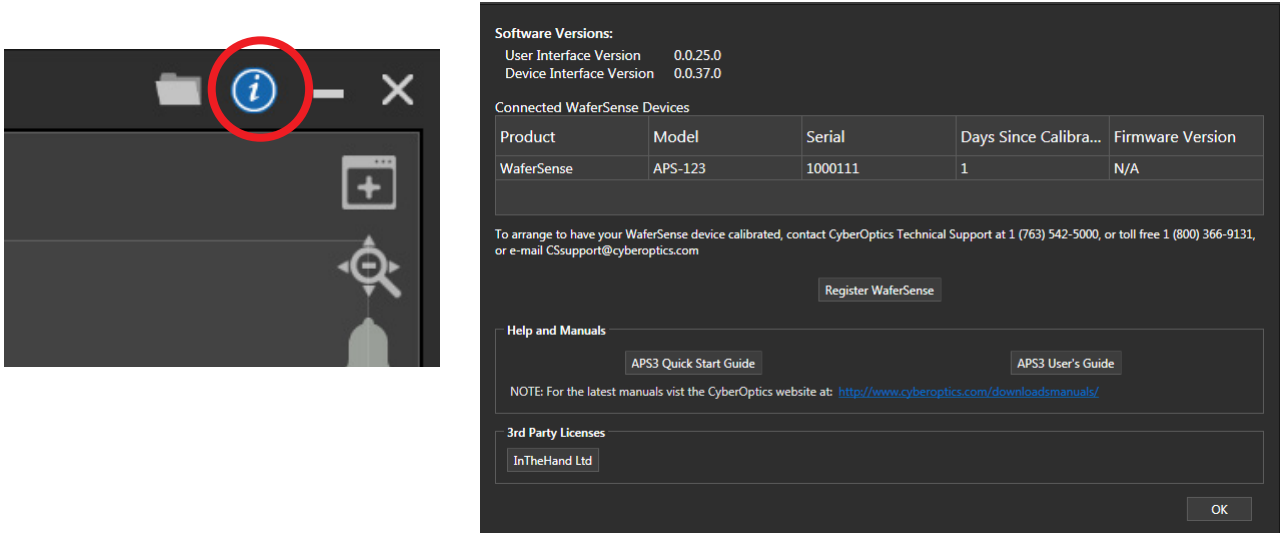 i
Software Versions:
User Interface Version 0.0.25.0
Device Interface Version 0.0.37.0
Connected WaferSense Devices
Product Model Serial Days Since Calibra... Firmware Version
WaferSense APS-123 1000111 1 N/A
To arrange to have your WaferSense device calibrated, contact CyberOptics Technical Support at 1 (763) 542-5000, or toll free 1 (800) 366-9131,
or e-mail CSsupport@cyberoptics.com
Register WaferSense
Help and Manuals
APS3 Quick Start Guide APS3 User's Guide
NOTE: For the latest manuals vist the CyberOptics website at: http://www.cyberoptics.com/downloadsmanuals/
3rd Party Licenses
InTheHand Ltd
OK